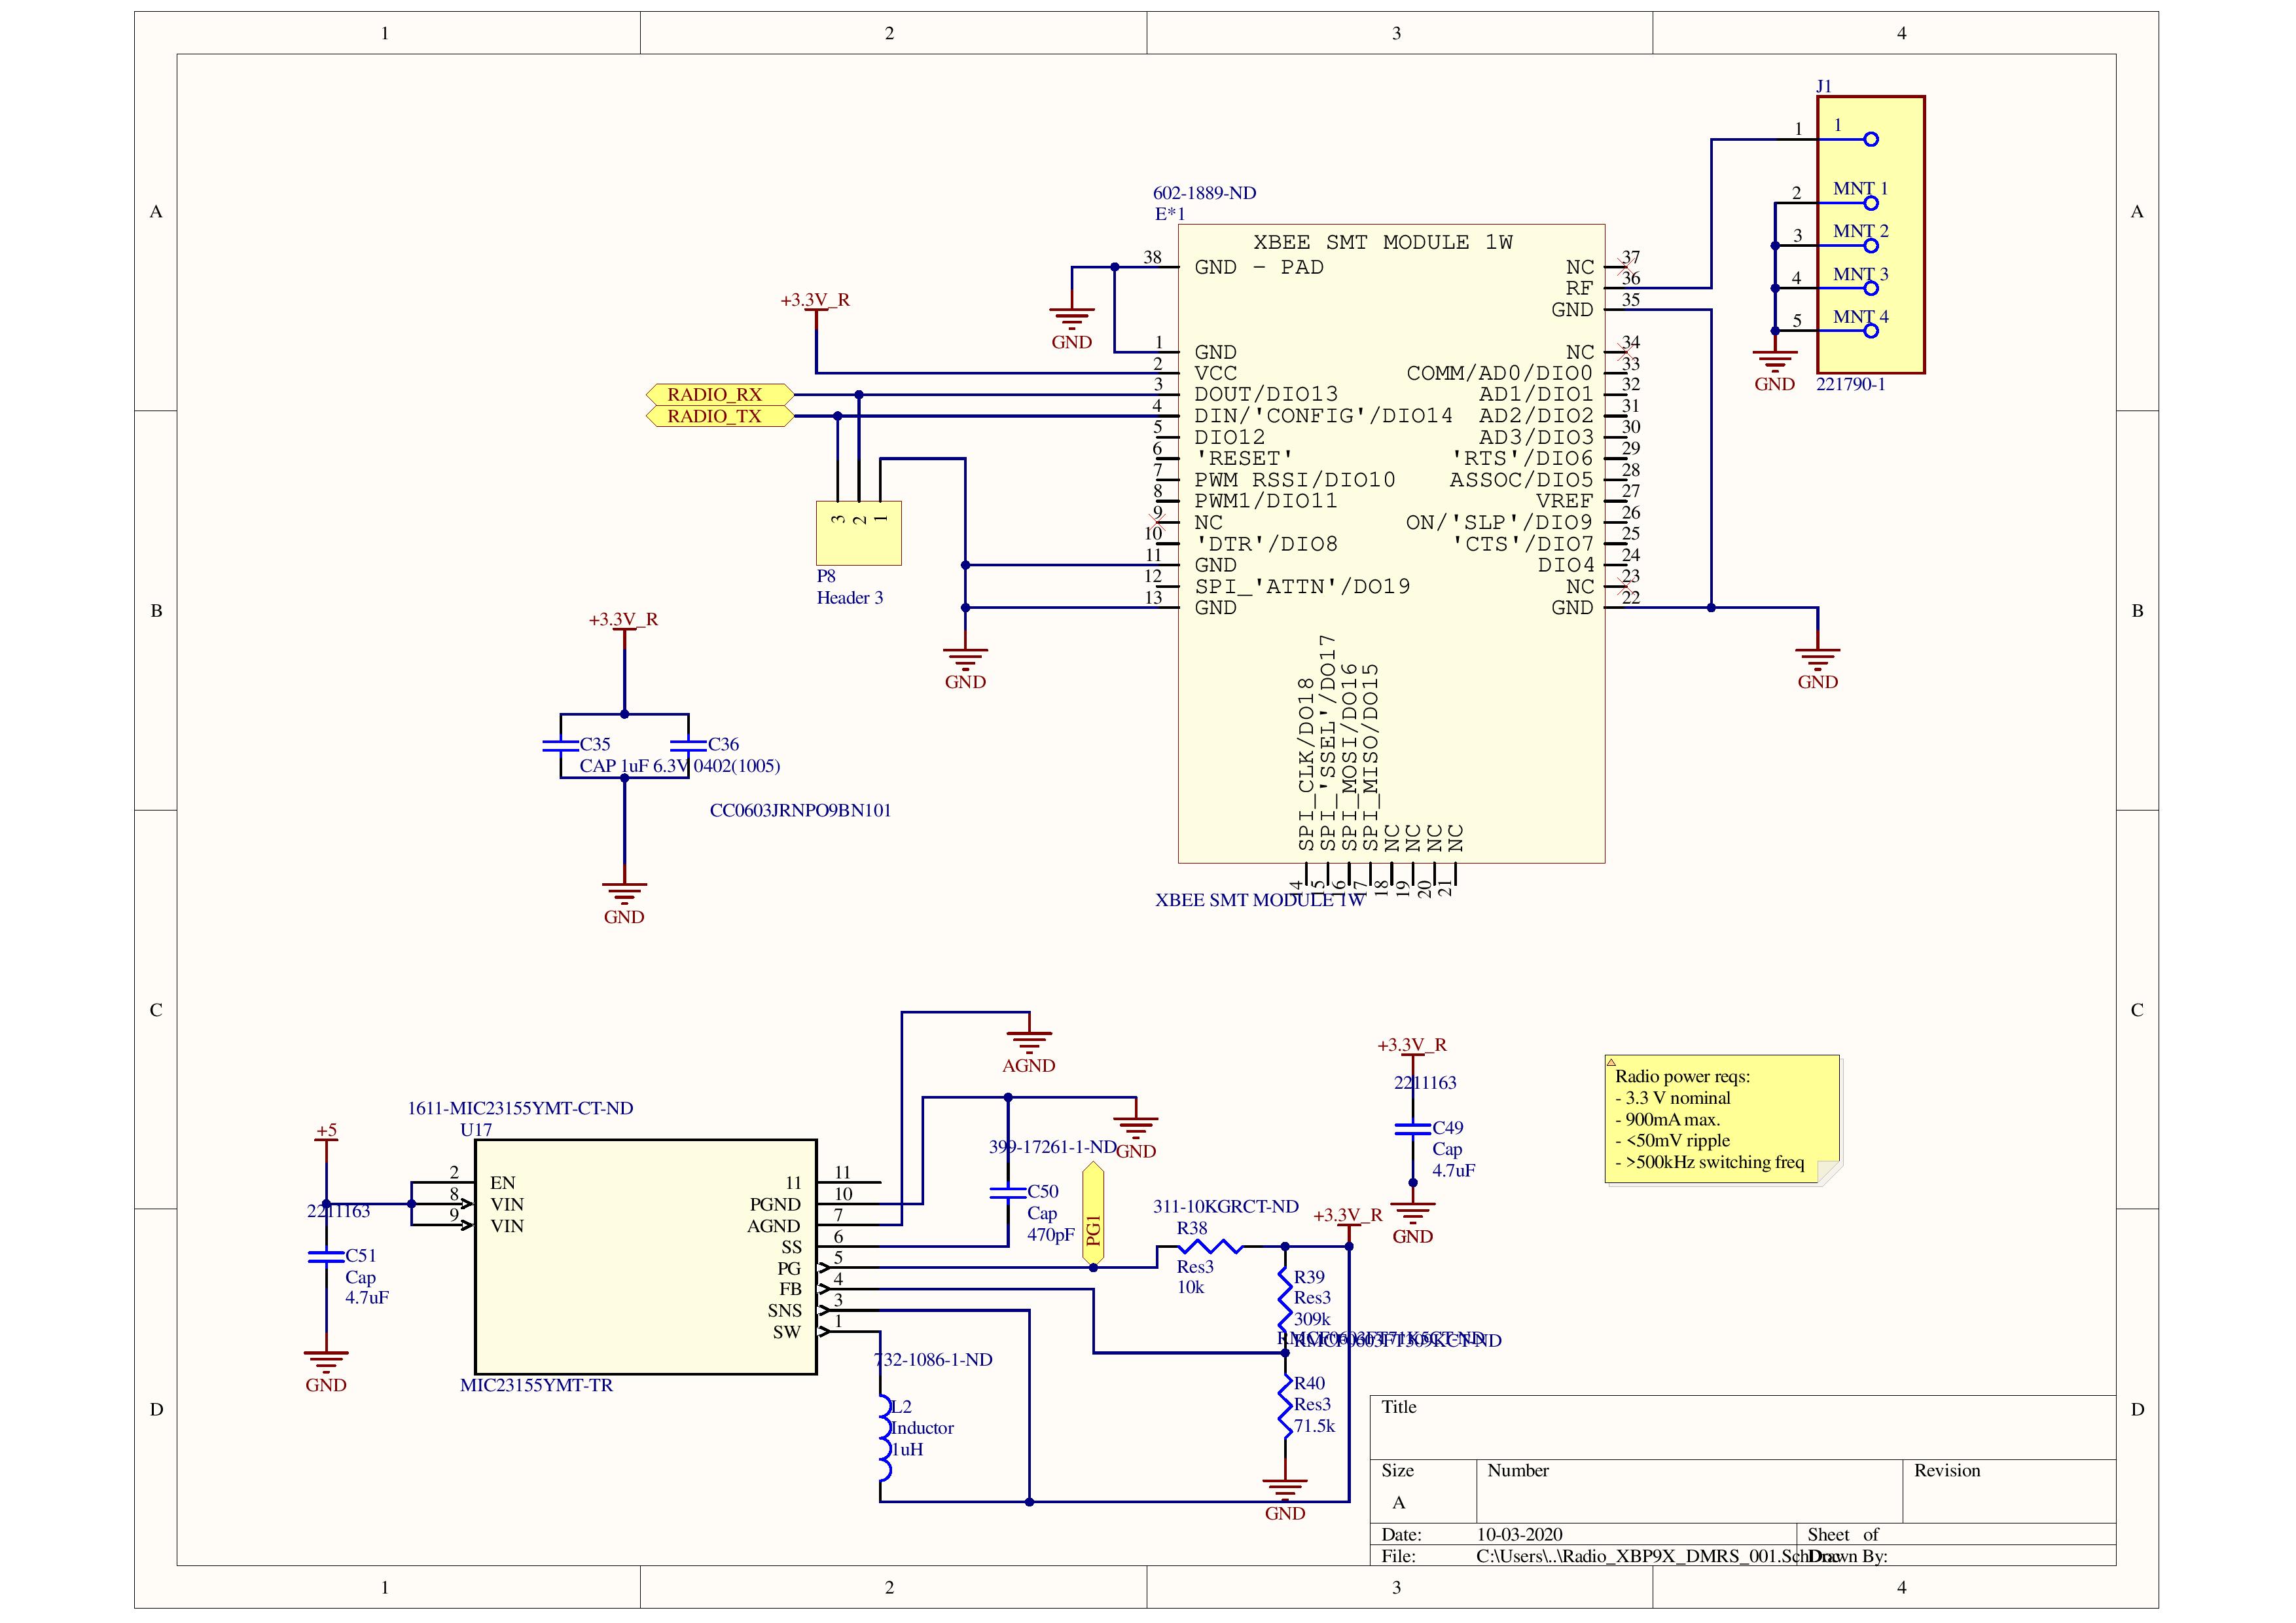 1
2
3
4
A
A
B
B
C
C
D
D
1
2
3
4
J1
1
1
2
MNT 1
3
MNT 2
4
MNT 3
5
MNT 4
GND
221790-1
602-1889-ND
E*1
XBEE SMT MODULE 1W
38
GND - PAD
1
GND
2
VCC
3
DOUT/DIO13
4
DIN/'CONFIG'/DIO14
5
DIO12
6
'RESET'
7
PWM RSSI/DIO10
8
PWM1/DIO11
9
NC
10
'DTR'/DIO8
11
GND
12
SPI_'ATTN'/DO19
13
GND
NC
37
RF
36
GND
35
NC
34
COMM/AD0/DIO0
33
AD1/DIO1
32
AD2/DIO2
31
AD3/DIO3
30
'RTS'/DIO6
29
ASSOC/DIO5
28
VREF
27
ON/'SLP'/DIO9
26
'CTS'/DIO7
25
DIO4
24
NC
23
GND
22
SPI_CLK/DO18
SPI_'SSEL'/DO17
SPI_MOSI/DO16
SPI_MISO/DO15
NC
NC
NC
NC
14
15
16
17
18
19
20
21
XBEE SMT MODULE 1W
GND
+3.3V_R
RADIO_RX
RADIO_TX
3
2
1
P8
Header 3
GND
GND
+3.3V_R
C35
C36
CAP 1uF 6.3V 0402(1005)
CC0603JRNPO9BN101
GND
1611-MIC23155YMT-CT-ND
U17
+5
2
EN
8
VIN
9
VIN
2211163
C51
Cap
4.7uF
GND
11
11
PGND
10
AGND
7
SS
6
PG
5
FB
4
SNS
3
SW
1
MIC23155YMT-TR
AGND
GND
399-17261-1-ND
C50
Cap
470pF
PG1
732-1086-1-ND
L2
Inductor
1uH
311-10KGRCT-ND
R38
Res3
10k
+3.3V_R
R39
Res3
309k
RMCF0603FT71K5CT-ND
RMCF0603FT309KCT-ND
R40
Res3
71.5k
GND
+3.3V_R
2211163
C49
Cap
4.7uF
GND
Radio power reqs:
- 3.3 V nominal
- 900mA max.
- <50mV ripple
- >500kHz switching freq
Title
Size
A
Number
Revision
Date:
10-03-2020
Sheet of
File:
C:\Users\..\Radio_XBP9X_DMRS_001.SchDoc
Drawn By: